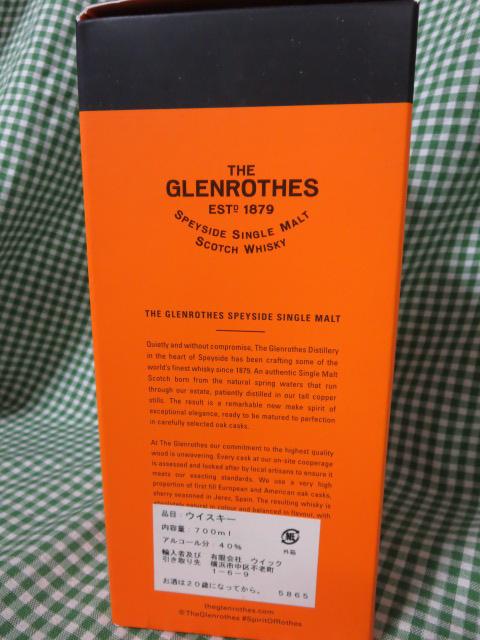 THE
GLENROTHES
ESTD 1879
SPEYSIDE SINGLE MALT
SCOTCH WHISKY
THE GLENROTHES SPEYSIDE SINGLE MALT
Quietly and without compromise, The Glenrothes Distillery
in the heart of Speyside has been crafting some of the
world's finest whisky since 1879. An authentic Single Malt
Scotch born from the natural spring waters that run
through our estate, patiently distilled in our tall copper
stills. The result is a remarkable new make spirit of
exceptional elegance, ready to be matured to perfection
in carefully selected oak casks.
At The Glenrothes our commitment to the highest quality
wood is unwavering. Every cask at our on-site cooperage
is assessed and looked after by local artisans to ensure it
meets our exacting standards. We use a very high
proportion of first fill European and American oak casks,
sherry seasoned in Jerez, Spain. The resulting whisky is
absolutely natural in colour and balanced in flavour, with
品目:ウイスキー
内容量:700ml
アルコール分:40%
輸入者及び 有限会社 ウイック
引き取り先 横浜市中区不老町
1-6-9
外箱
お酒は20歳になってから。 5865
theglenrothes.com
©TheGlenrothes #SpiritOfRothes